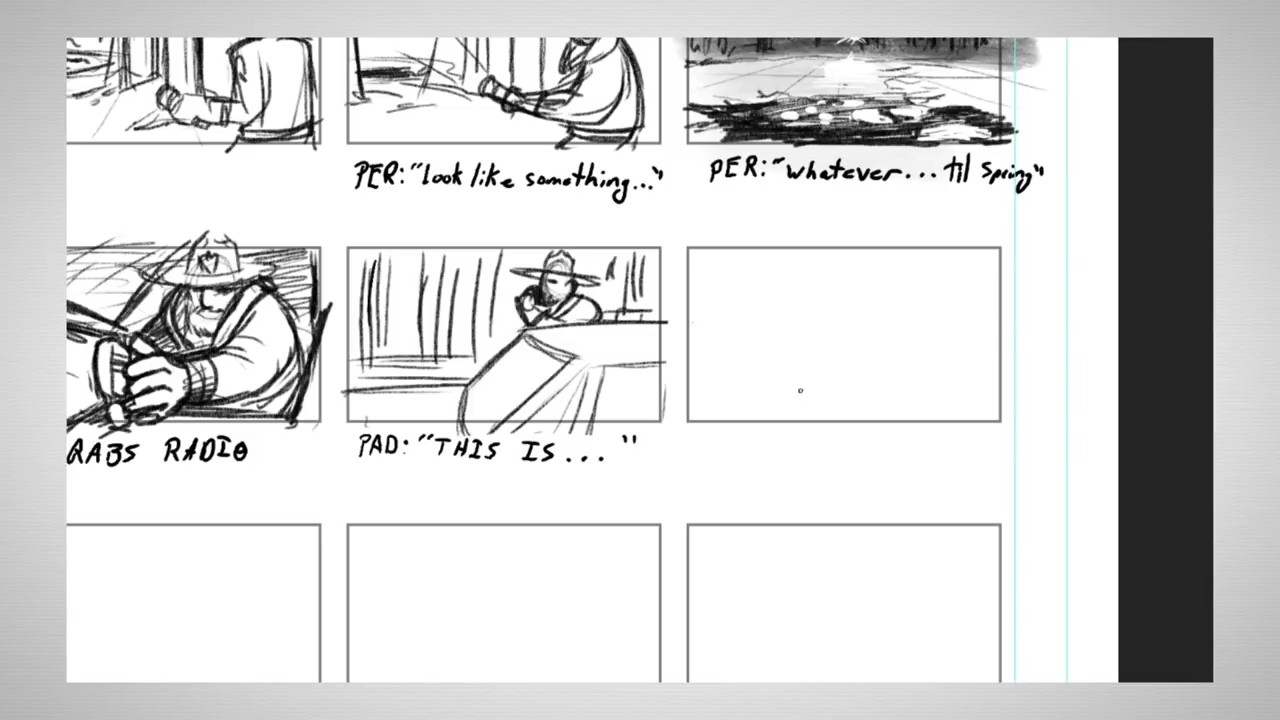 PER: "look like something..."
PER: "whatever... til Spring"
RABS RADIO
PAD: "THIS IS..."